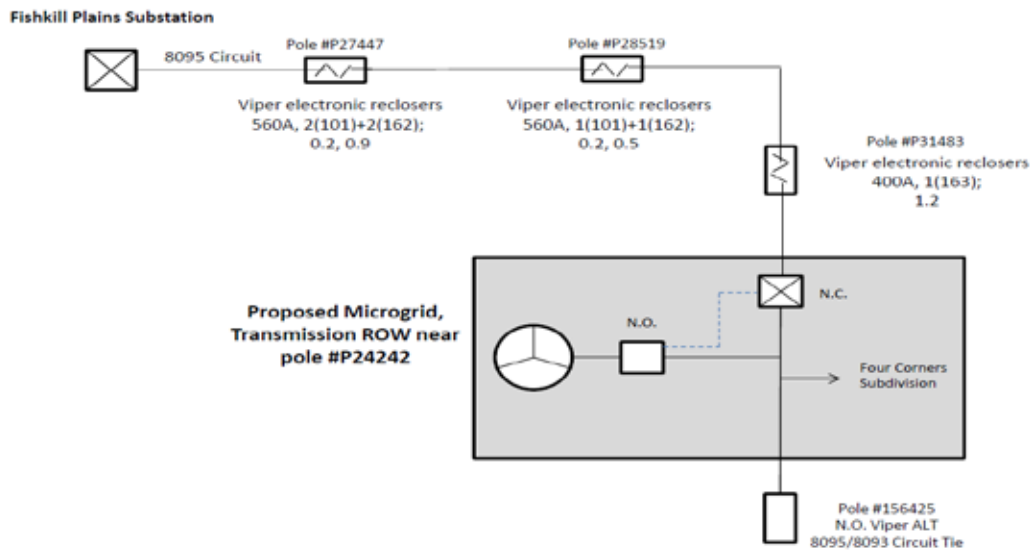 Fishkill Plains Substation
8095 Circuit
Pole #P27447
Viper electronic reclosers
560A, 2(101)+2(162);
0.2, 0.9
Pole #P28519
Viper electronic reclosers
560A, 1(101)+1(162);
0.2, 0.5
Pole #P31483
Viper electronic reclosers
400A, 1(163);
1.2
Proposed Microgrid,
Transmission ROW near
pole #P24242
N.O.
N.C.
Four Corners
Subdivision
Pole #156425
N.O. Viper ALT
8095/8093 Circuit Tie